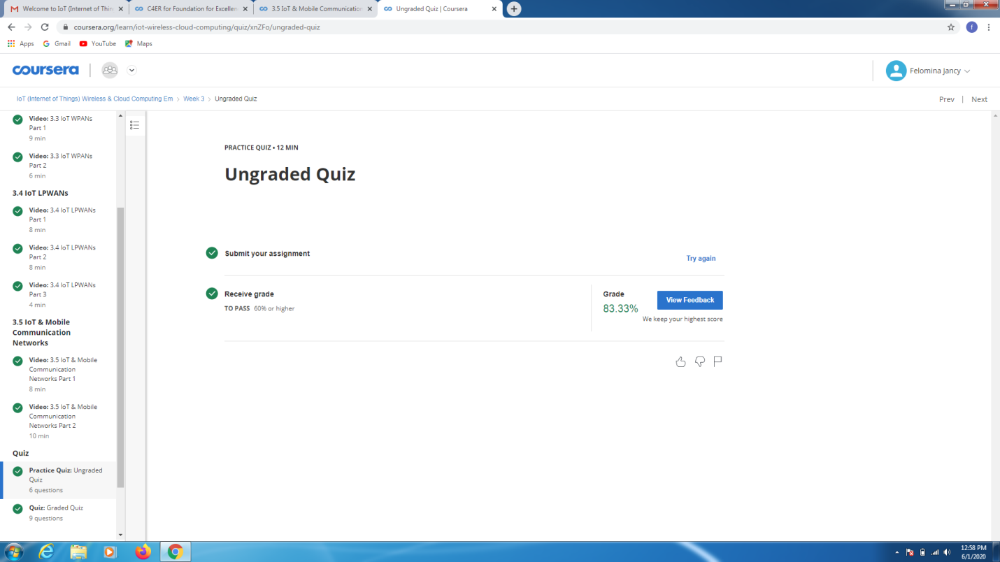 Welcome to IoT (Internet of Thin
C4ER for Foundation for Excellen
3.5 IoT & Mobile Communication
Ungraded Quiz | Coursera
coursera.org/learn/iot-wireless-cloud-computing/quiz/xnZFo/ungraded-quiz
f
Apps
Gmail
YouTube
Maps
coursera
Felomina Jancy
IoT (Internet of Things) Wireless & Cloud Computing Em > Week 3 > Ungraded Quiz
Prev | Next
Video: 3.3 IoT WPANs
Part 1
9 min
Video: 3.3 IoT WPANs
Part 2
6 min
3.4 IoT LPWANs
Video: 3.4 IoT LPWANs
Part 1
8 min
Video: 3.4 IoT LPWANs
Part 2
8 min
Video: 3.4 IoT LPWANs
Part 3
4 min
3.5 IoT & Mobile
Communication
Networks
Video: 3.5 IoT & Mobile
Communication
Networks Part 1
8 min
Video: 3.5 IoT & Mobile
Communication
Networks Part 2
10 min
Quiz
Practice Quiz: Ungraded
Quiz
6 questions
Quiz: Graded Quiz
9 questions
PRACTICE QUIZ • 12 MIN
Ungraded Quiz
Submit your assignment
Try again
Receive grade
TO PASS 60% or higher
Grade
83.33%
View Feedback
We keep your highest score
12:58 PM
6/1/2020